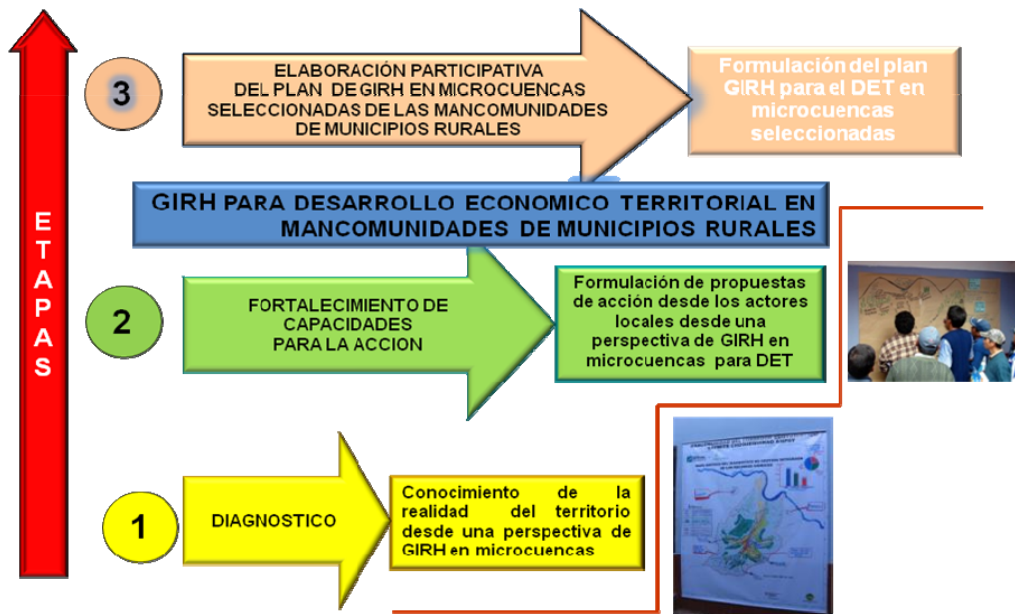 ETAPAS
3
ELABORACIÓN PARTICIPATIVA
DEL PLAN DE GIRH EN MICROCUENCAS
SELECCIONADAS DE LAS MANCOMUNIDADES
DE MUNICIPIOS RURALES
Formulación del plan
GIRH para el DET en
microcuencas
seleccionadas
GIRH PARA DESARROLLO ECONOMICO TERRITORIAL EN
MANCOMUNIDADES DE MUNICIPIOS RURALES
2
FORTALECIMIENTO DE
CAPACIDADES
PARA LA ACCION
Formulación de propuestas
de acción desde los actores
locales desde una
perspectiva de GIRH en
microcuencas para DET
1
DIAGNOSTICO
Conocimiento de la
realidad del territorio
desde una perspectiva de
GIRH en microcuencas